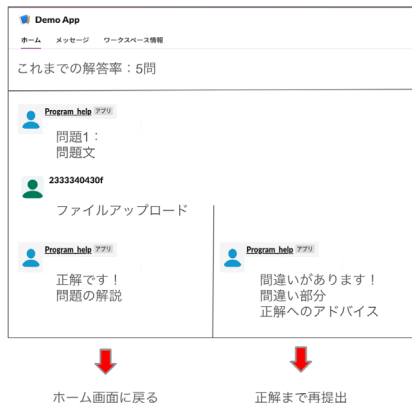 Demo App
ホーム メッセージ ワークスペース情報
これまでの解答率：5問
Program_help アプリ
問題1：
問題文
2333340430f
ファイルアップロード
Program_help アプリ
正解です！
問題の解説
Program_help アプリ
間違いがあります！
間違い部分
正解へのアドバイス
ホーム画面に戻る
正解まで再提出